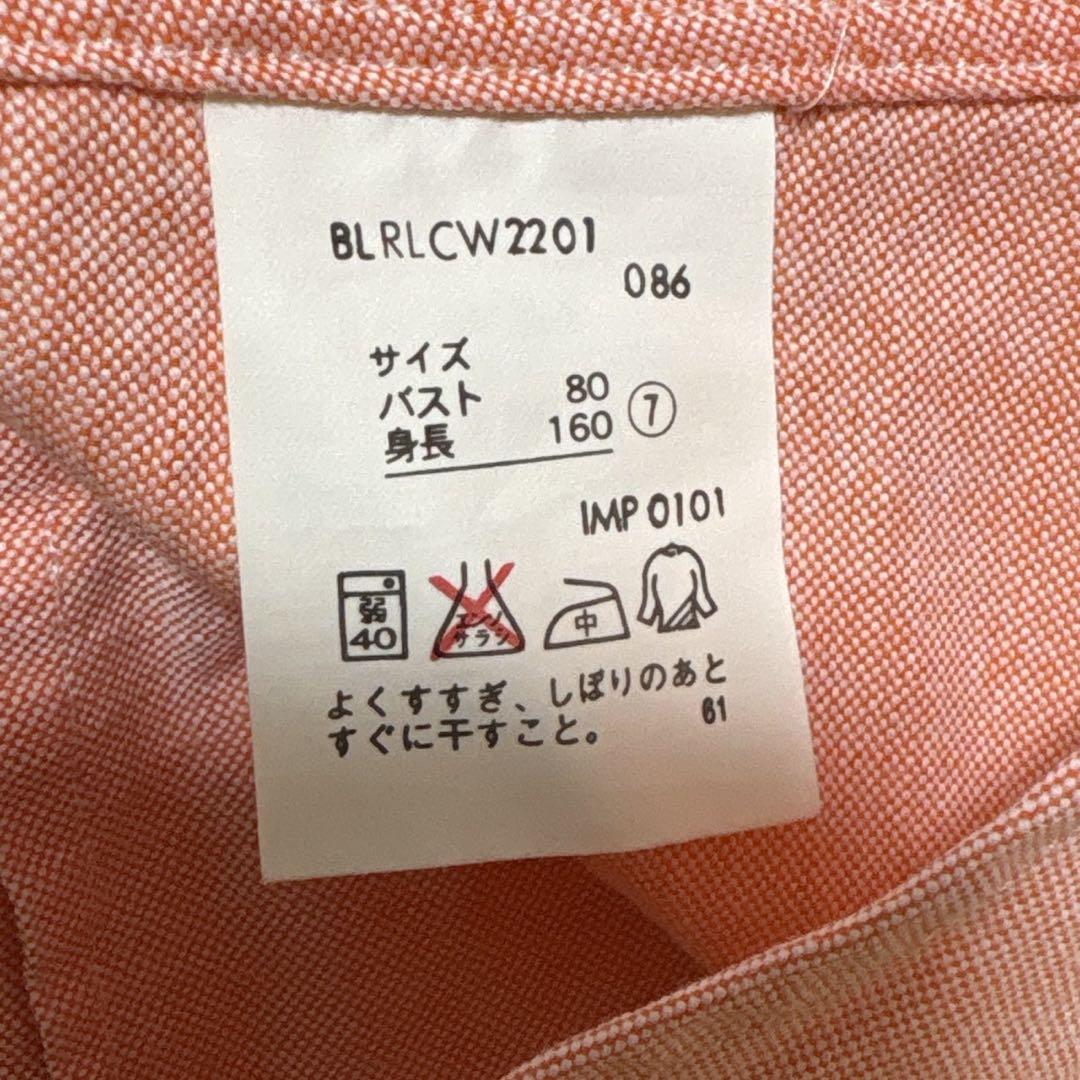 BLRLCW2201
086
サイズ
バスト 80
身長 160 ⑦
IMP 0101
弱
40
エンソ
サラシ
中
よくすすぎ、しぼりのあと
すぐに干すこと。
61